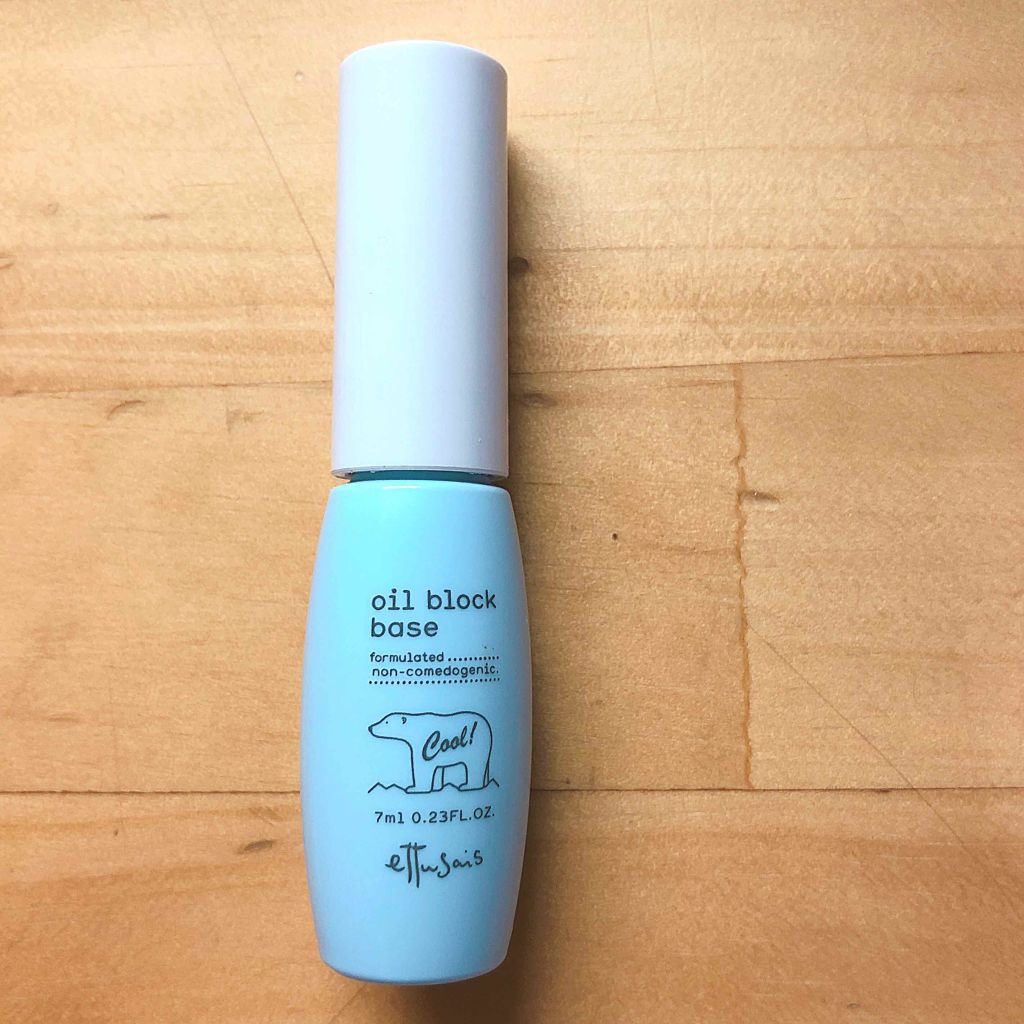 oil block
base
formulated
non-comedogenic.
Cool!
7ml 0.23FL.OZ.
ettusais